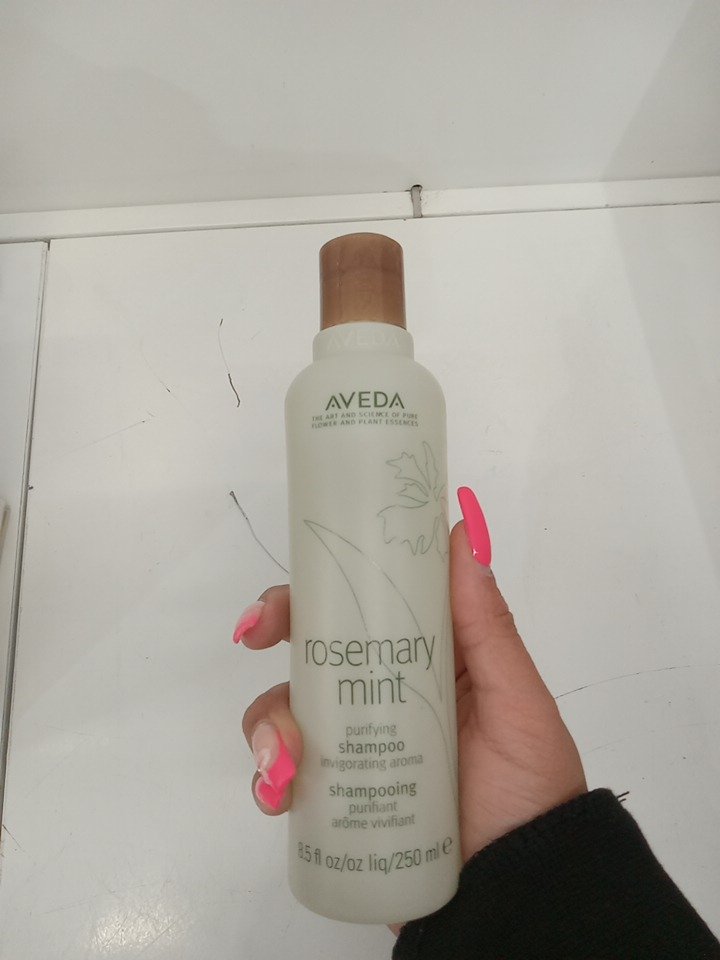 AVEDA
AVEDA
THE ART AND SCIENCE OF PURE
FLOWER AND PLANT ESSENCES
rosemary
mint
purifying
shampoo
invigorating aroma
shampooing
purifiant
arôme vivifiant
8.5 fl oz/oz liq/250 ml e